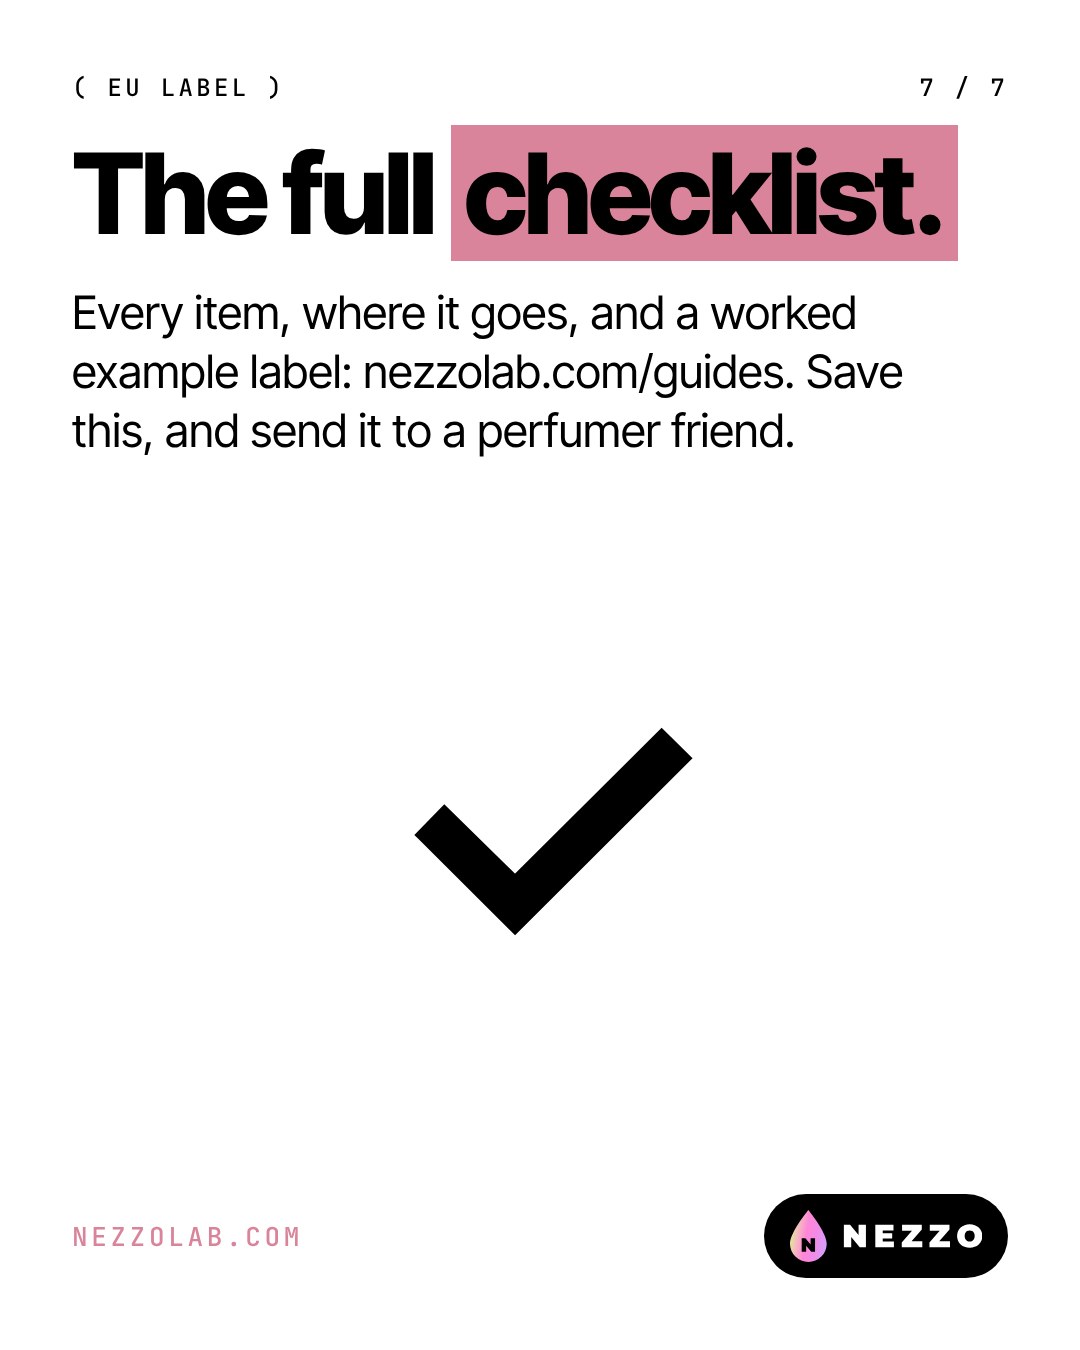 ( EU LABEL )
7 / 7
The full checklist.
Every item, where it goes, and a worked
example label: nezzolab.com/guides. Save
this, and send it to a perfumer friend.
NEZZOLAB.COM
N NEZZO